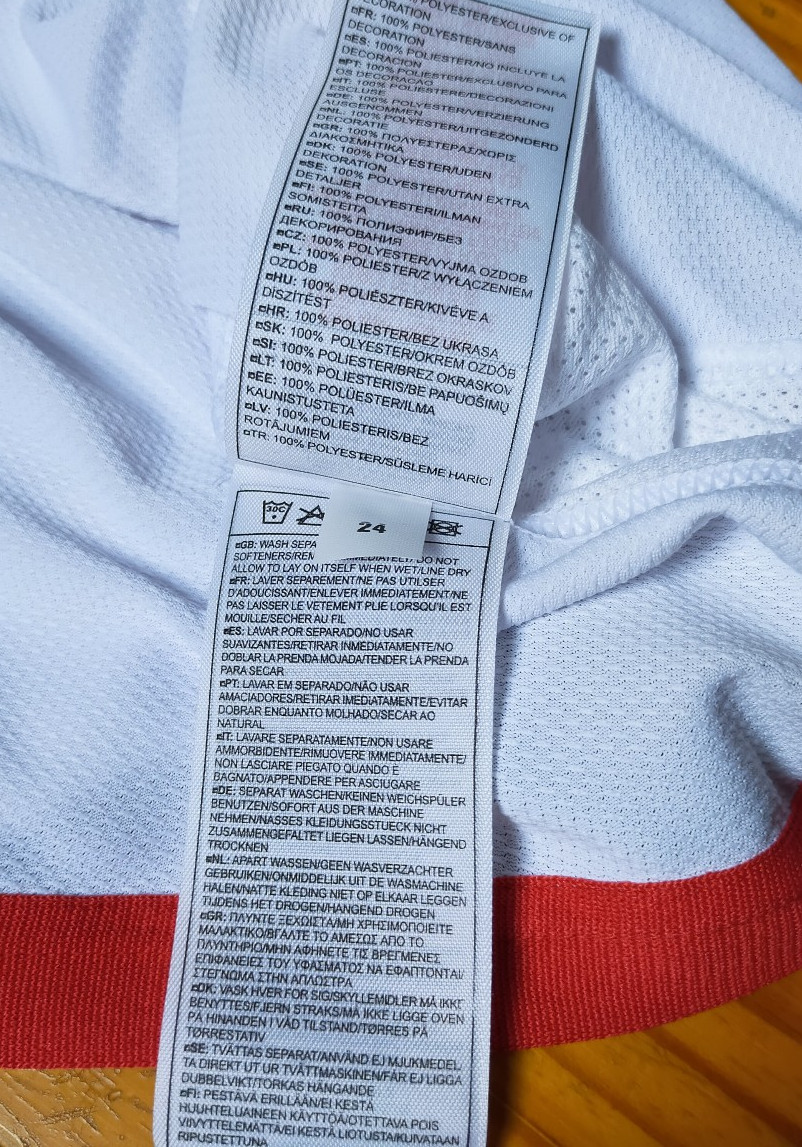 POLYESTER/EXCLUSIVE OF
DECORATION
FR: 100% POLYESTER/SANS
DECORATION
ES: 100% POLYESTER/NO INCLUYE LA
DECORACION
PT: 100% POLYESTER/EXCLUSIVO PARA
OS DECORACAO
IT: 100% POLIESTERE/DECORAZIONI
ESCLUSE
DE: 100% POLYESTER/VERZIERUNG
AUSGENOMMEN
NL: 100% POLYESTER/UITGEZONDERD
DECORATIE
GR: 100% ΠΟΛΥΕΣΤΕΡΑΣ/ΧΩΡΙΣ
ΔΙΑΚΟΣΜΗΤΙΚΑ
DK: 100% POLYESTER/UDEN
DEKORATION
SE: 100% POLYESTER/UTAN EXTRA
DETALJER
FI: 100% POLYESTERI/ILMAN
SOMISTEITA
RU: 100% ПОЛИЭФИР/БЕЗ
ДЕКОРИРОВАНИЯ
CZ: 100% POLYESTER/VYJMA OZDOB
PL: 100% POLIESTER/Z WYŁĄCZENIEM
OZDÓB
HU: 100% POLIÉSZTER/KIVÉVE A
DÍSZÍTÉST
HR: 100% POLIESTER/BEZ UKRASA
SK: 100% POLYESTER/OKREM OZDÔB
SI: 100% POLIESTER/BREZ OKRASKOV
LT: 100% POLIESTERIS/BE PAPUOŠIMŲ
EE: 100% POLÜESTER/ILMA
KAUNISTUSTETA
LV: 100% POLIESTERIS/BEZ
ROTĀJUMIEM
TR: 100% POLYESTER/SÜSLEME HARİCİ
30C
24
GB: WASH SEPA
SOFTENERS/REM IMMEDIATELY/ DO NOT
ALLOW TO LAY ON ITSELF WHEN WET/LINE DRY
FR: LAVER SEPAREMENT/NE PAS UTILSER
D'ADOUCISSANT/ENLEVER IMMEDIATEMENT/NE
PAS LAISSER LE VETEMENT PLIE LORSQU'IL EST
MOUILLE/SECHER AU FIL
ES: LAVAR POR SEPARADO/NO USAR
SUAVIZANTES/RETIRAR INMEDIATAMENTE/NO
DOBLAR LA PRENDA MOJADA/TENDER LA PRENDA
PARA SECAR
PT: LAVAR EM SEPARADO/NÃO USAR
AMACIADORES/RETIRAR IMEDIATAMENTE/EVITAR
DOBRAR ENQUANTO MOLHADO/SECAR AO
NATURAL
IT: LAVARE SEPARATAMENTE/NON USARE
AMMORBIDENTE/RIMUOVERE IMMEDIATAMENTE/
NON LASCIARE PIEGATO QUANDO È
BAGNATO/APPENDERE PER ASCIUGARE
DE: SEPARAT WASCHEN/KEINEN WEICHSPÜLER
BENUTZEN/SOFORT AUS DER MASCHINE
NEHMEN/NASSES KLEIDUNGSSTUECK NICHT
ZUSAMMENGEFALTET LIEGEN LASSEN/HÄNGEND
TROCKNEN
NL: APART WASSEN/GEEN WASVERZACHTER
GEBRUIKEN/ONMIDDELIJK UIT DE WASMACHINE
HALEN/NATTE KLEDING NIET OP ELKAAR LEGGEN
TIJDENS HET DROGEN/HANGEND DROGEN
GR: ΠΛΥΝΤΕ ΞΕΧΩΙΣΤΑ/ΜΗ ΧΡΗΣΙΜΟΠΟΙΕΙΤΕ
ΜΑΛΑΚΤΙΚΟ/ΒΓΑΛΤΕ ΤΟ ΑΜΕΣΩΣ ΑΠΟ ΤΟ
ΠΛΥΝΤΗΡΙΟ/ΜΗΝ ΑΦΗΝΕΤΕ ΤΙΣ ΒΡΕΓΜΕΝΕΣ
ΕΠΙΦΑΝΕΙΕΣ ΤΟΥ ΥΦΑΣΜΑΤΟΣ ΝΑ ΕΦΑΠΤΟΝΤΑΙ/
ΣΤΕΓΝΩΜΑ ΣΤΗΝ ΑΠΛΩΣΤΡΑ
DK: VASK HVER FOR SIG/SKYLLEMIDLER MÅ IKKE
BENYTTES/FJERN STRAKS/MÅ IKKE LIGGE OVEN
PÅ HINANDEN I VÅD TILSTAND/TØRRES PÅ
TØRRESTATIV
SE: TVÄTTAS SEPARAT/ANVÄND EJ MJUKMEDEL
TA DIREKT UT UR TVÄTTMASKINEN/FÅR EJ LIGGA
DUBBELVIKT/TORKAS HÄNGANDE
FI: PESTÄVÄ ERILLÄÄN/EI KESTÄ
HUUHTELUAINEEN KÄYTTÖÄ/OTETTAVA POIS
VIIVYTTELEMÄTTÄ/EI KESTÄ LIOTUSTA/KUIVATAAN
RIPUSTETTUNA